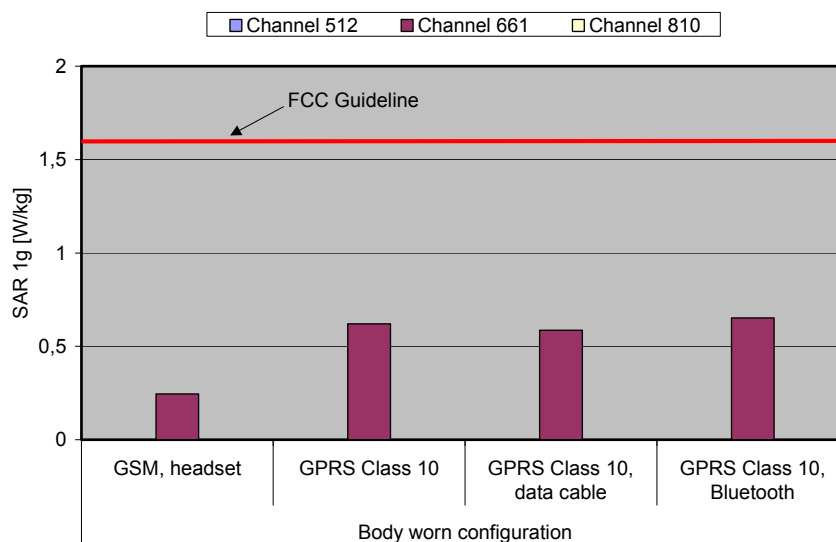 Channel 512 Channel 661 Channel 810
2
FCC Guideline
1,5
1
0,5
0
SAR 1g [W/kg]
GSM, headset GPRS Class 10 GPRS Class 10, GPRS Class 10,
data cable Bluetooth
Body worn configuration